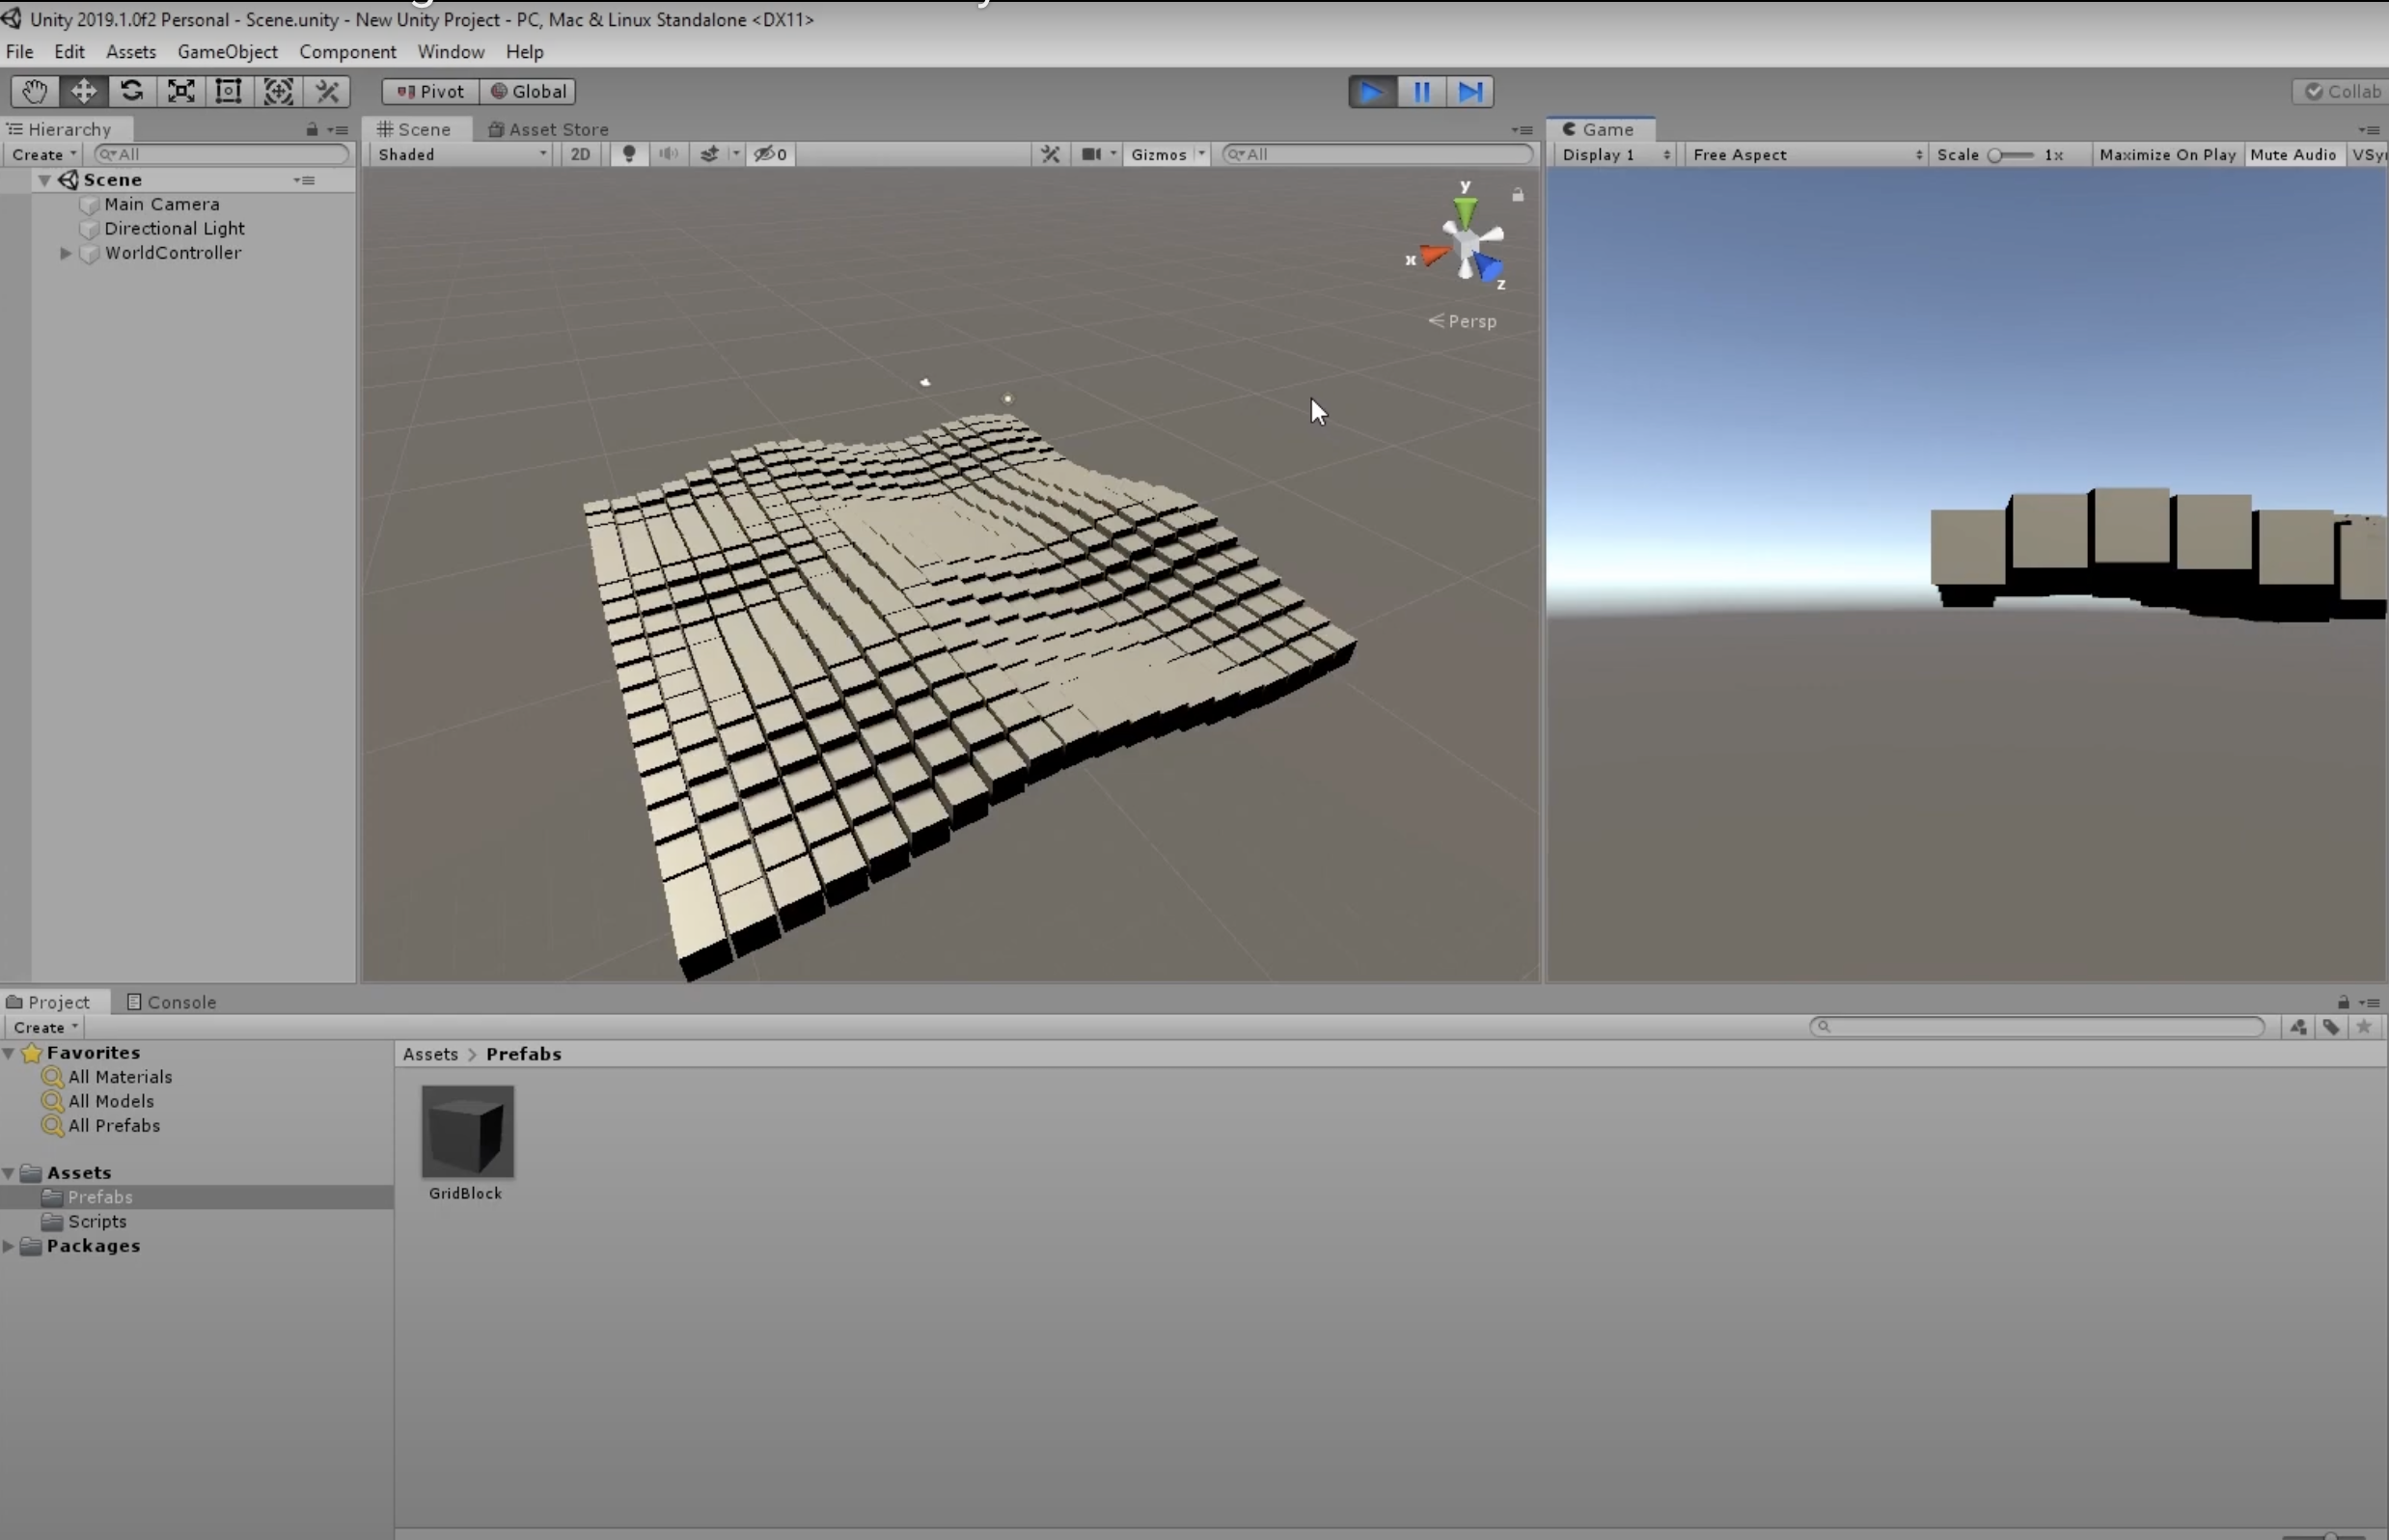 Unity 2019.1.0f2 Personal - Scene.unity - New Unity Project - PC, Mac & Linux Standalone <DX11>
File Edit Assets GameObject Component Window Help
Pivot Global Collab
Hierarchy Scene Asset Store Game
Create All Shaded 2D 0 Gizmos All Display 1 Free Aspect Scale 1x Maximize On Play Mute Audio VSy
Scene
Main Camera
Directional Light
WorldController
y
x
z
Persp
Project Console
Create
Favorites
All Materials
All Models
All Prefabs
Assets
Prefabs
Scripts
Packages
Assets > Prefabs
GridBlock